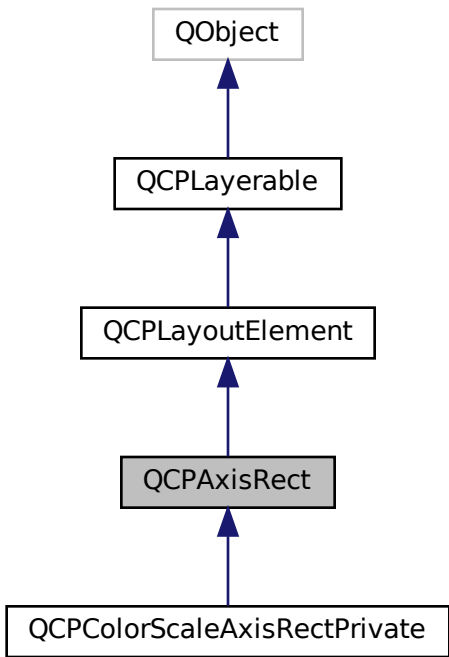 QObject
QCPLayerable
QCPLayoutElement
QCPAxisRect
QCPColorScaleAxisRectPrivate